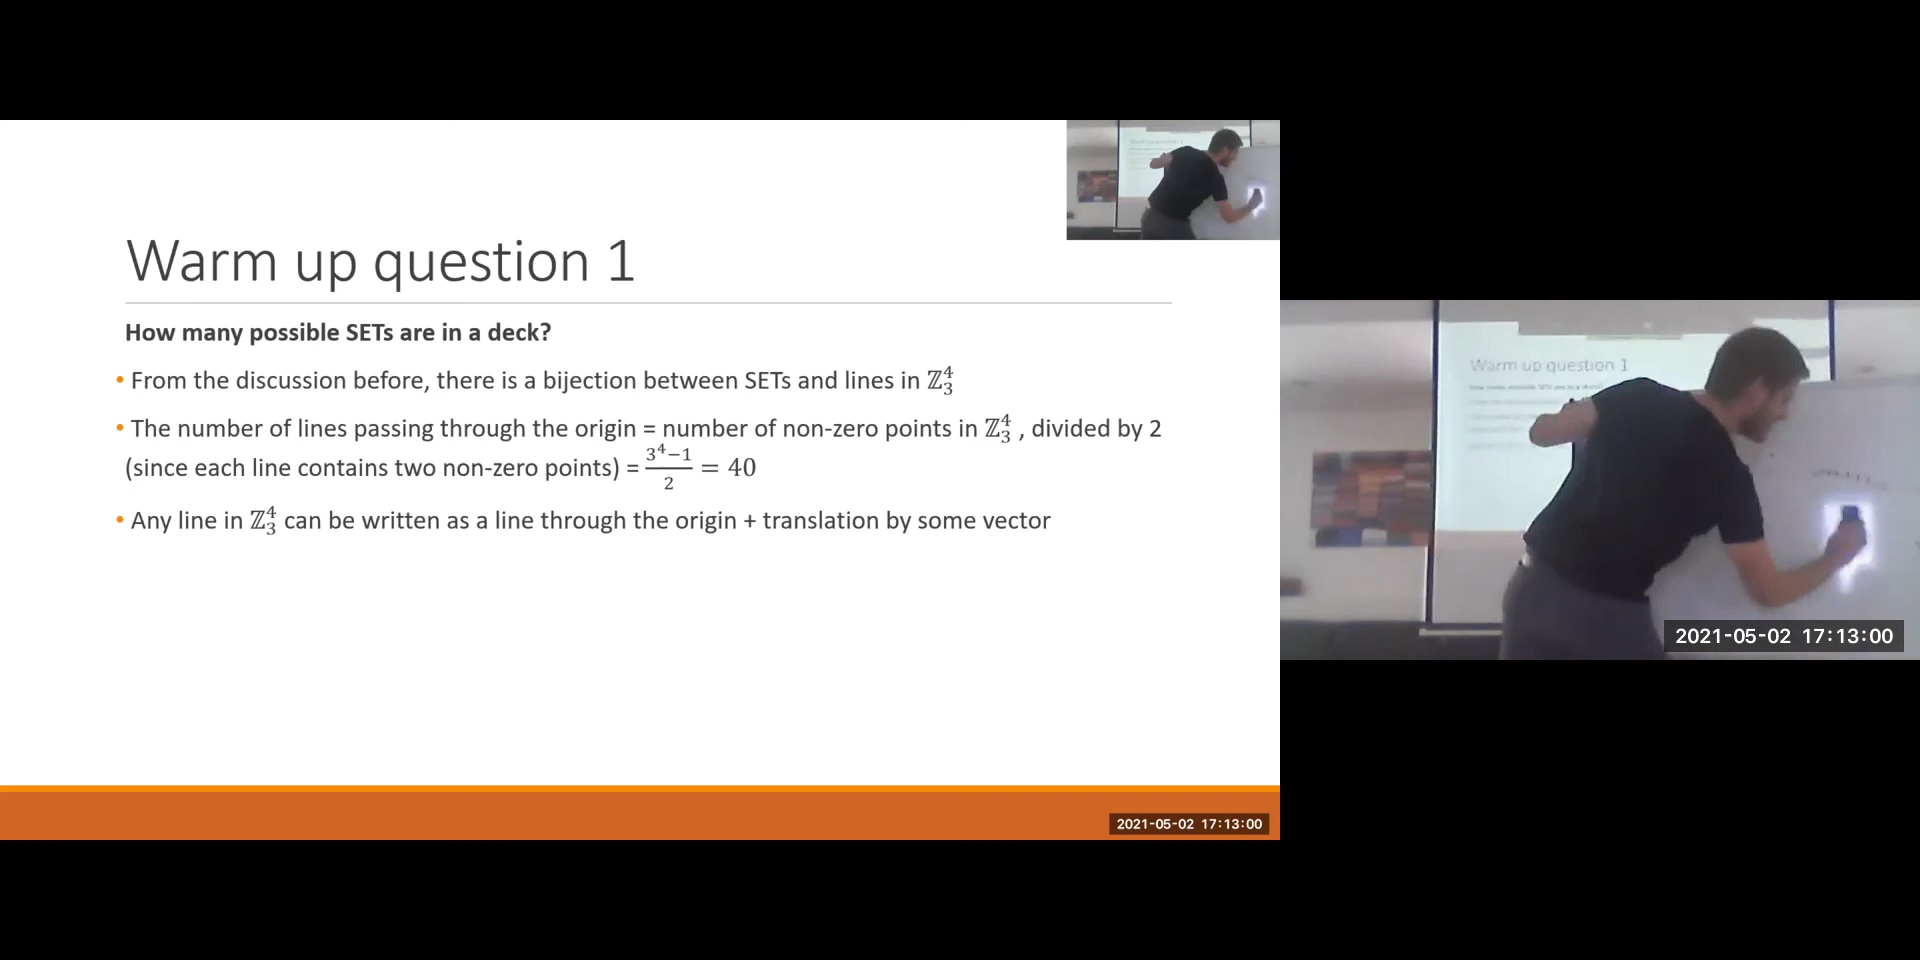 Warm up question 1
How many possible SETs are in a deck?
• From the discussion before, there is a bijection between SETs and lines in ℤ₃⁴
• The number of lines passing through the origin = number of non-zero points in ℤ₃⁴ , divided by 2
(since each line contains two non-zero points) = (3⁴−1)/2 = 40
• Any line in ℤ₃⁴ can be written as a line through the origin + translation by some vector
2021-05-02 17:13:00
Warm up question 1
2021-05-02 17:13:00